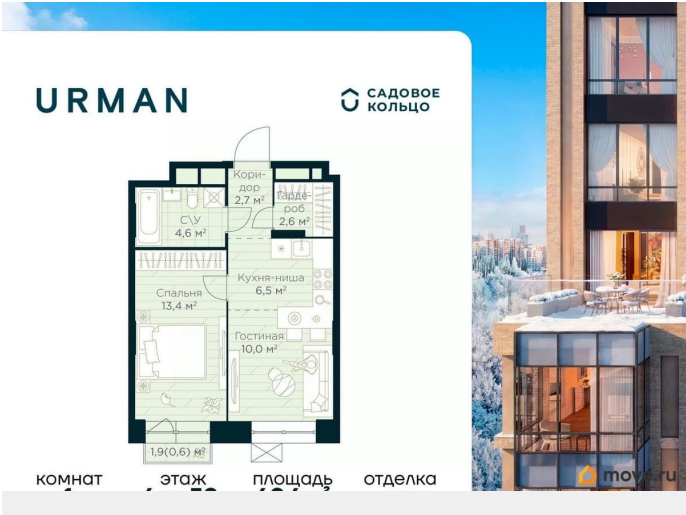 URMAN
САДОВОЕ
КОЛЬЦО
Кори-
дор
2,7 м²
Гарде-
роб
2,6 м²
С\У
4,6 м²
Кухня-ниша
6,5 м²
Спальня
13,4 м²
Гостиная
10,0 м²
1,9(0,6) м²
комнат этаж площадь отделка
move.ru